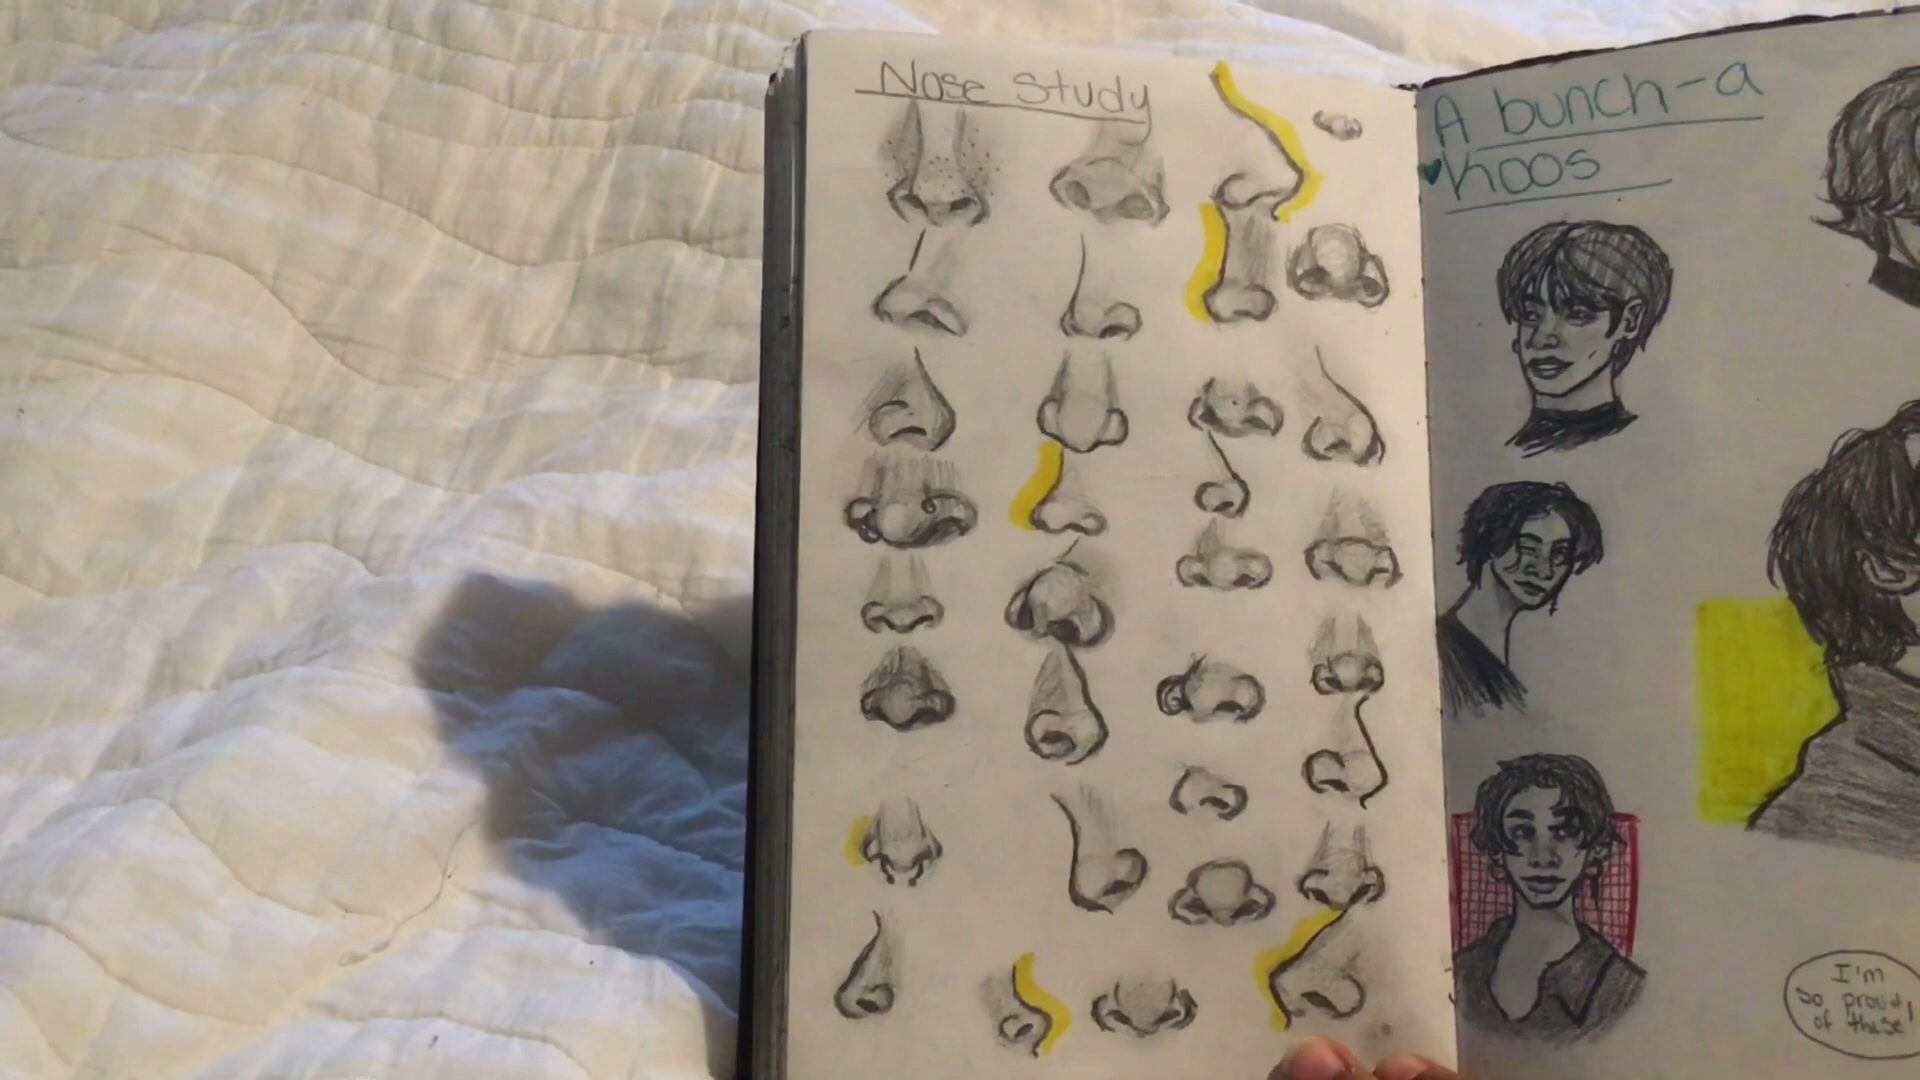 Nose Study
A bunch-a
♥Koos
I'm
so proud
of these!